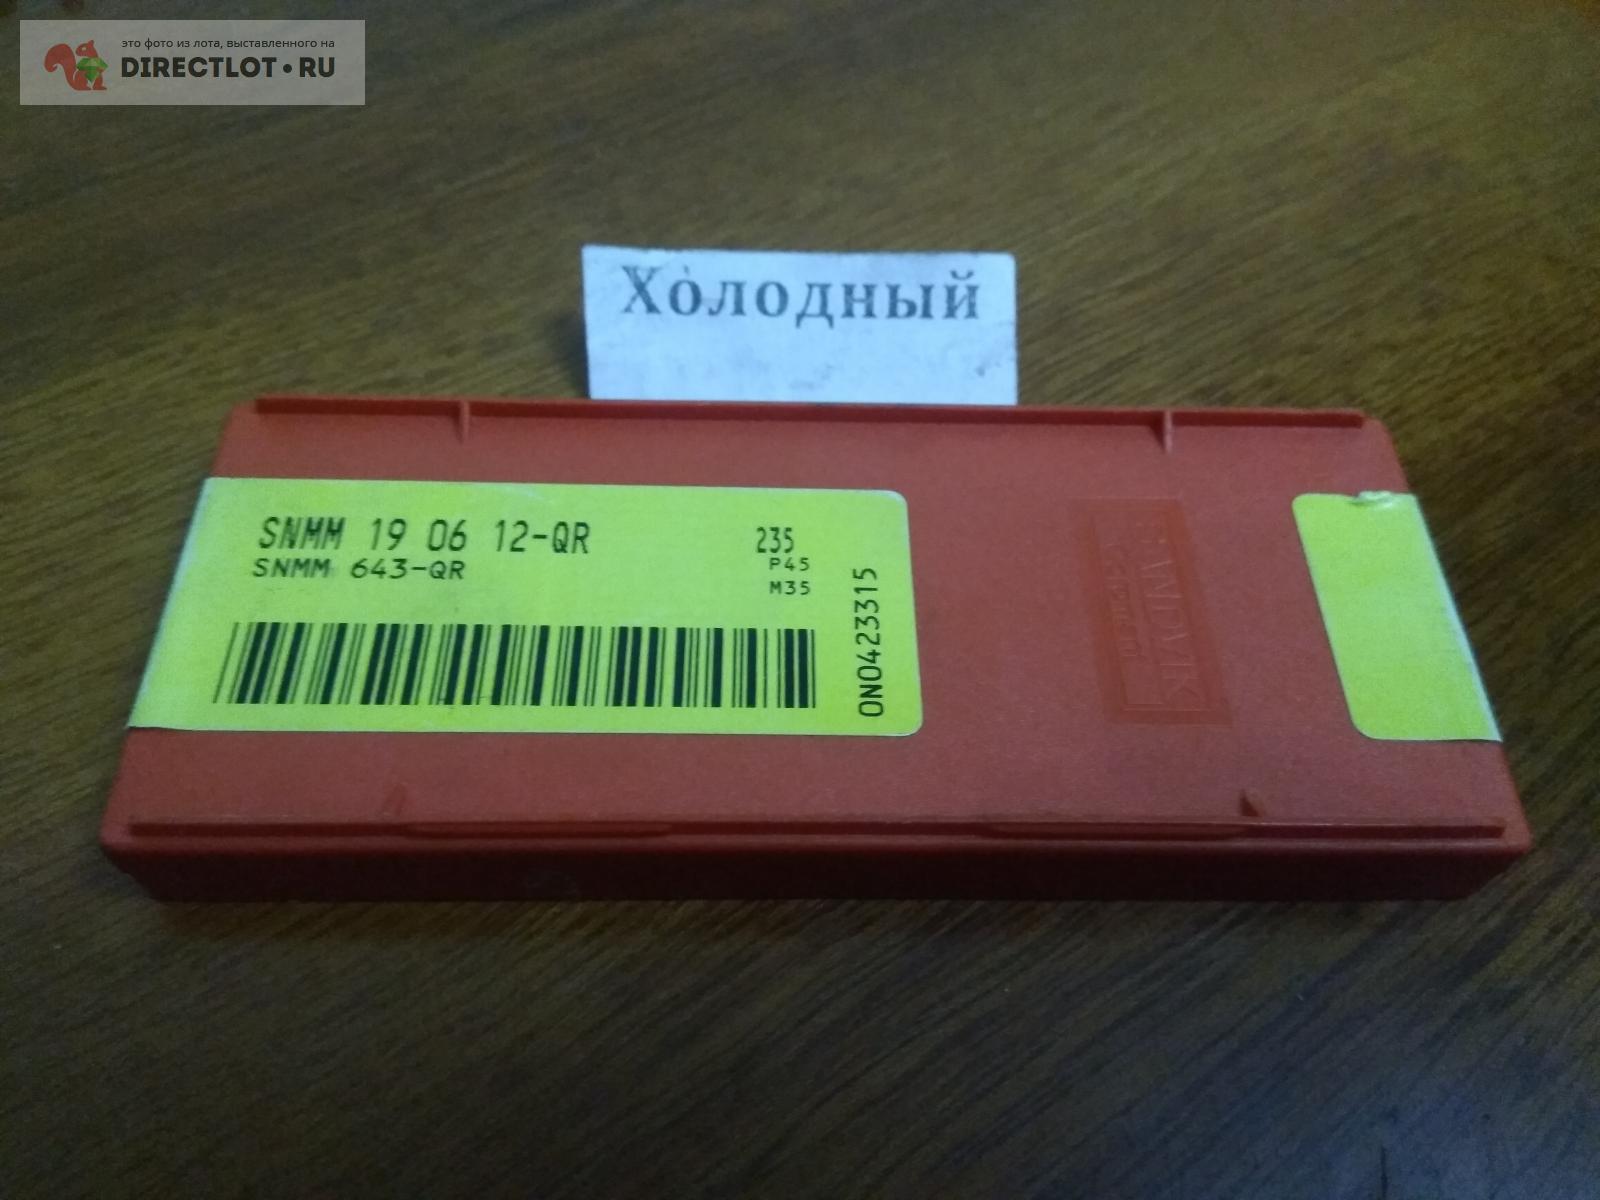 это фото из лота, выставленного на
DIRECTLOT•RU
Холодный
SNMM 19 06 12-QR
SNMM 643-QR
235
P45
M35
0N0423315
SANDVIK